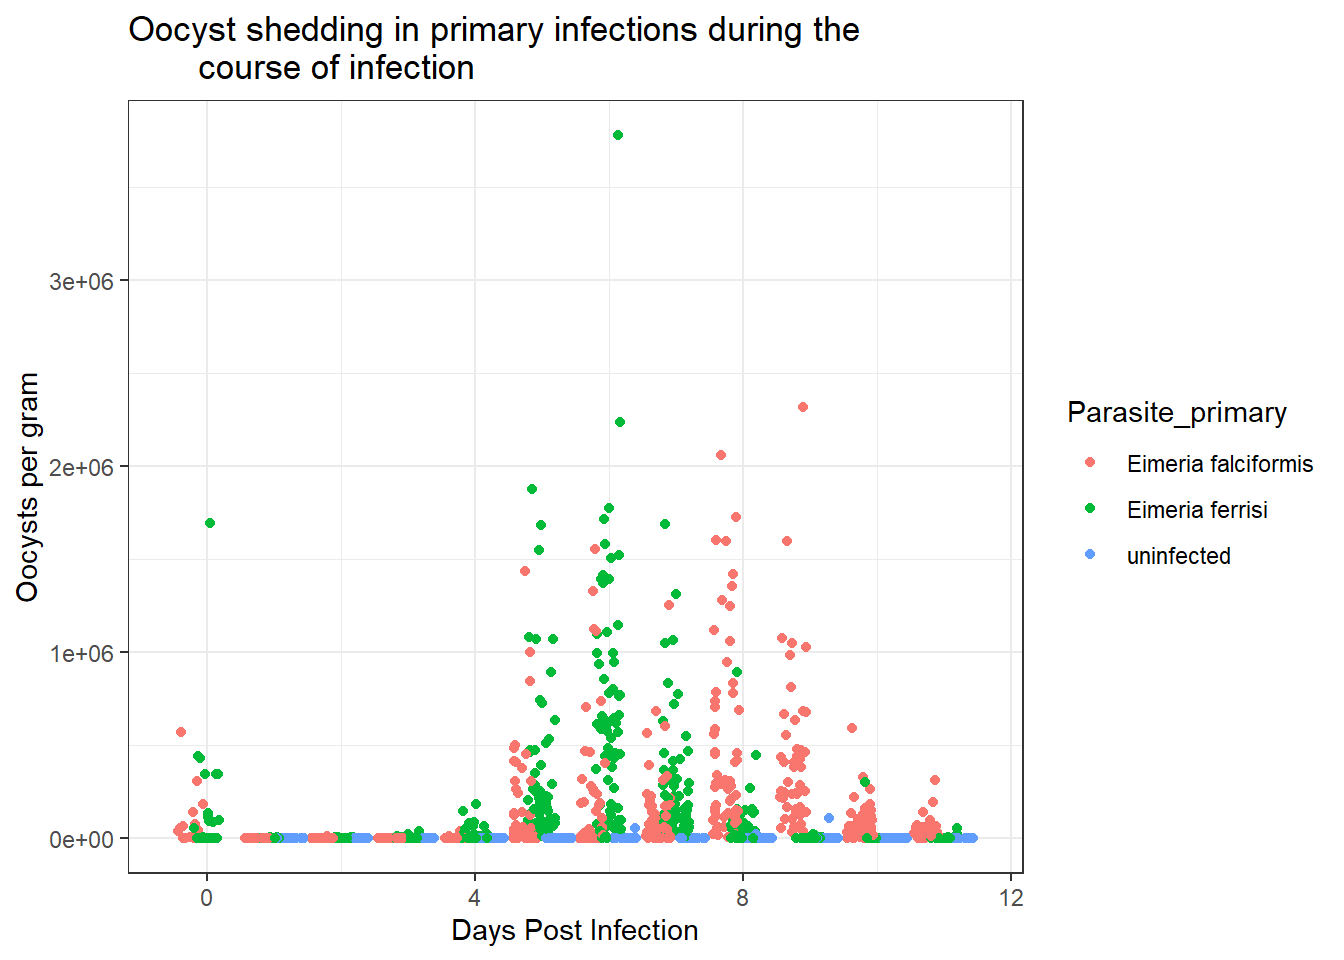 Oocyst shedding in primary infections during the
course of infection
3e+06
2e+06
1e+06
0e+00
Oocysts per gram
0
4
8
12
Days Post Infection
Parasite_primary
Eimeria falciformis
Eimeria ferrisi
uninfected